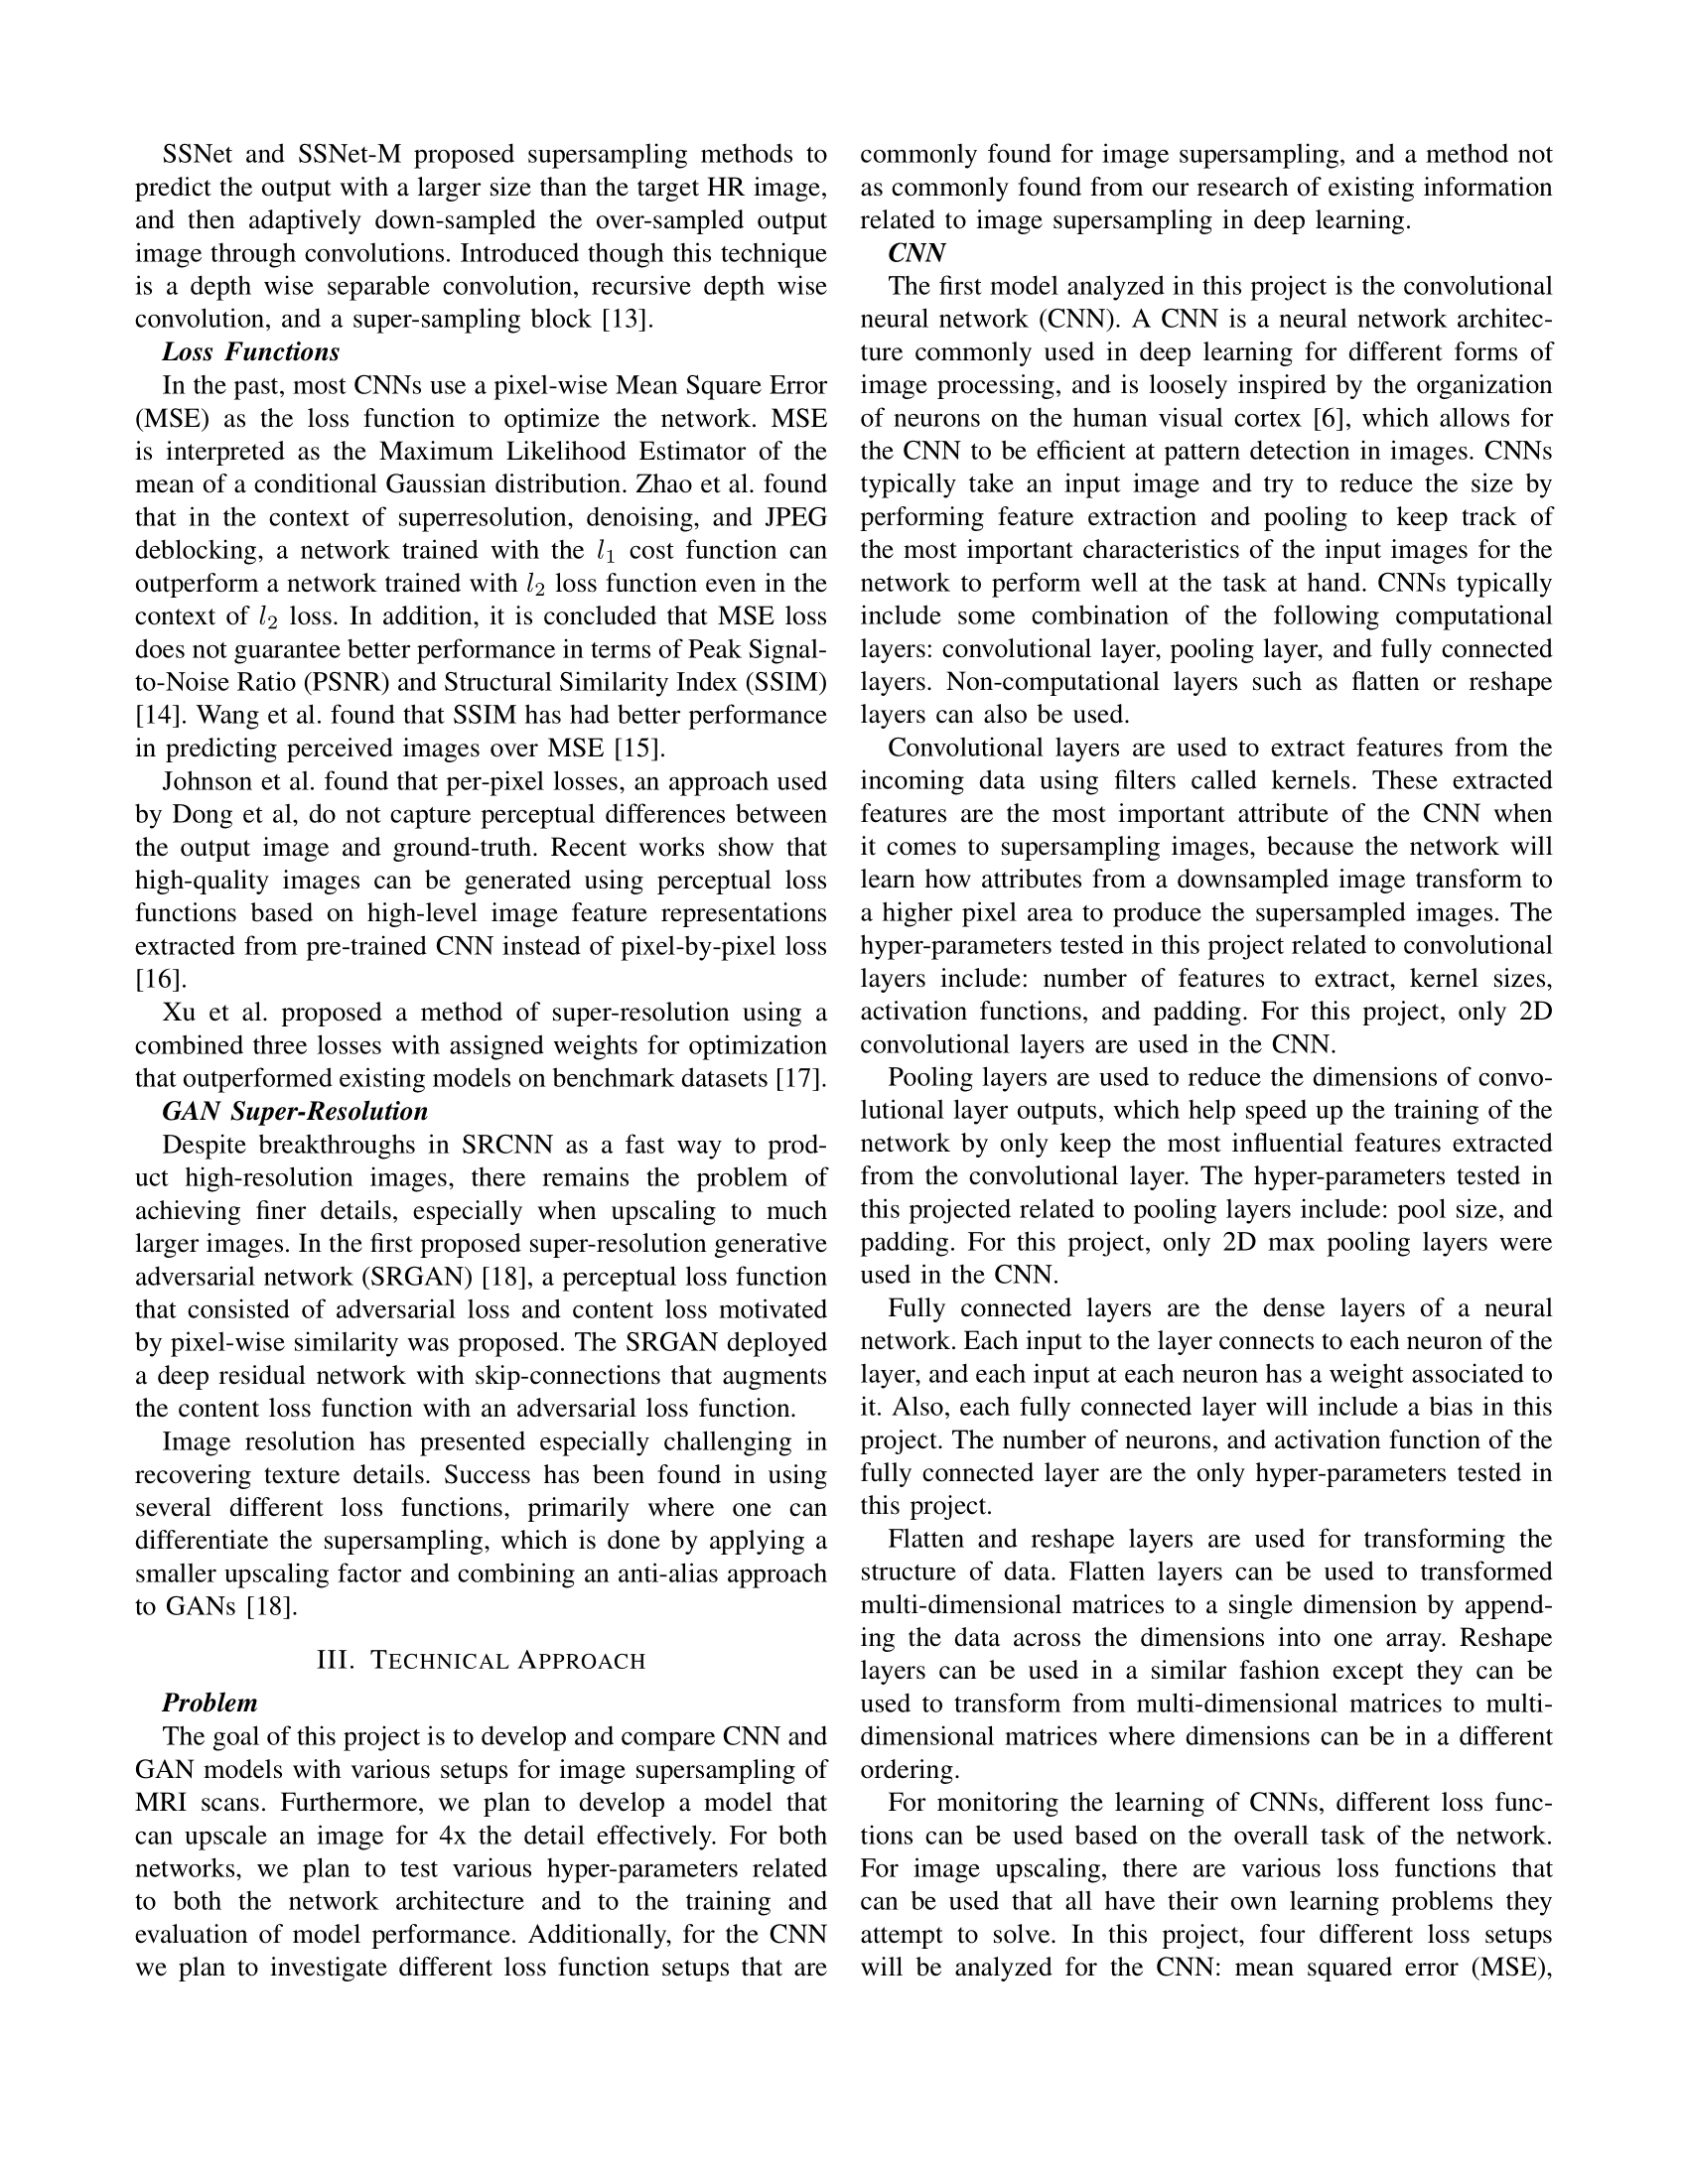 SSNet and SSNet-M proposed supersampling methods to
predict the output with a larger size than the target HR image,
and then adaptively down-sampled the over-sampled output
image through convolutions. Introduced though this technique
is a depth wise separable convolution, recursive depth wise
convolution, and a super-sampling block [13].
Loss Functions
In the past, most CNNs use a pixel-wise Mean Square Error
(MSE) as the loss function to optimize the network. MSE
is interpreted as the Maximum Likelihood Estimator of the
mean of a conditional Gaussian distribution. Zhao et al. found
that in the context of superresolution, denoising, and JPEG
deblocking, a network trained with the l1 cost function can
outperform a network trained with l2 loss function even in the
context of l2 loss. In addition, it is concluded that MSE loss
does not guarantee better performance in terms of Peak Signal-
to-Noise Ratio (PSNR) and Structural Similarity Index (SSIM)
[14]. Wang et al. found that SSIM has had better performance
in predicting perceived images over MSE [15].
Johnson et al. found that per-pixel losses, an approach used
by Dong et al, do not capture perceptual differences between
the output image and ground-truth. Recent works show that
high-quality images can be generated using perceptual loss
functions based on high-level image feature representations
extracted from pre-trained CNN instead of pixel-by-pixel loss
[16].
Xu et al. proposed a method of super-resolution using a
combined three losses with assigned weights for optimization
that outperformed existing models on benchmark datasets [17].
GAN Super-Resolution
Despite breakthroughs in SRCNN as a fast way to prod-
uct high-resolution images, there remains the problem of
achieving finer details, especially when upscaling to much
larger images. In the first proposed super-resolution generative
adversarial network (SRGAN) [18], a perceptual loss function
that consisted of adversarial loss and content loss motivated
by pixel-wise similarity was proposed. The SRGAN deployed
a deep residual network with skip-connections that augments
the content loss function with an adversarial loss function.
Image resolution has presented especially challenging in
recovering texture details. Success has been found in using
several different loss functions, primarily where one can
differentiate the supersampling, which is done by applying a
smaller upscaling factor and combining an anti-alias approach
to GANs [18].
III. TECHNICAL APPROACH
Problem
The goal of this project is to develop and compare CNN and
GAN models with various setups for image supersampling of
MRI scans. Furthermore, we plan to develop a model that
can upscale an image for 4x the detail effectively. For both
networks, we plan to test various hyper-parameters related
to both the network architecture and to the training and
evaluation of model performance. Additionally, for the CNN
we plan to investigate different loss function setups that are
commonly found for image supersampling, and a method not
as commonly found from our research of existing information
related to image supersampling in deep learning.
CNN
The first model analyzed in this project is the convolutional
neural network (CNN). A CNN is a neural network architec-
ture commonly used in deep learning for different forms of
image processing, and is loosely inspired by the organization
of neurons on the human visual cortex [6], which allows for
the CNN to be efficient at pattern detection in images. CNNs
typically take an input image and try to reduce the size by
performing feature extraction and pooling to keep track of
the most important characteristics of the input images for the
network to perform well at the task at hand. CNNs typically
include some combination of the following computational
layers: convolutional layer, pooling layer, and fully connected
layers. Non-computational layers such as flatten or reshape
layers can also be used.
Convolutional layers are used to extract features from the
incoming data using filters called kernels. These extracted
features are the most important attribute of the CNN when
it comes to supersampling images, because the network will
learn how attributes from a downsampled image transform to
a higher pixel area to produce the supersampled images. The
hyper-parameters tested in this project related to convolutional
layers include: number of features to extract, kernel sizes,
activation functions, and padding. For this project, only 2D
convolutional layers are used in the CNN.
Pooling layers are used to reduce the dimensions of convo-
lutional layer outputs, which help speed up the training of the
network by only keep the most influential features extracted
from the convolutional layer. The hyper-parameters tested in
this projected related to pooling layers include: pool size, and
padding. For this project, only 2D max pooling layers were
used in the CNN.
Fully connected layers are the dense layers of a neural
network. Each input to the layer connects to each neuron of the
layer, and each input at each neuron has a weight associated to
it. Also, each fully connected layer will include a bias in this
project. The number of neurons, and activation function of the
fully connected layer are the only hyper-parameters tested in
this project.
Flatten and reshape layers are used for transforming the
structure of data. Flatten layers can be used to transformed
multi-dimensional matrices to a single dimension by append-
ing the data across the dimensions into one array. Reshape
layers can be used in a similar fashion except they can be
used to transform from multi-dimensional matrices to multi-
dimensional matrices where dimensions can be in a different
ordering.
For monitoring the learning of CNNs, different loss func-
tions can be used based on the overall task of the network.
For image upscaling, there are various loss functions that
can be used that all have their own learning problems they
attempt to solve. In this project, four different loss setups
will be analyzed for the CNN: mean squared error (MSE),